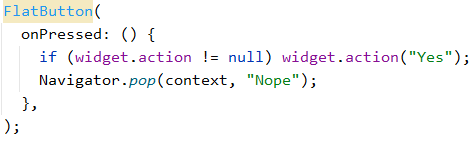 FlatButton(
onPressed: () {
if (widget.action != null) widget.action("Yes");
Navigator.pop(context, "Nope");
},
);